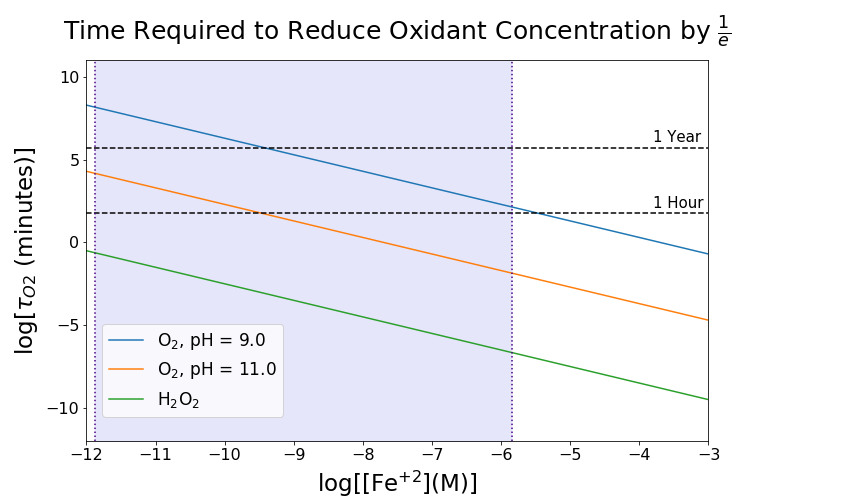 Time Required to Reduce Oxidant Concentration by 1/e
10
5
0
−5
−10
log[τO2 (minutes)]
1 Year
1 Hour
O₂, pH = 9.0
O₂, pH = 11.0
H₂O₂
−12 −11 −10 −9 −8 −7 −6 −5 −4 −3
log[[Fe⁺²](M)]